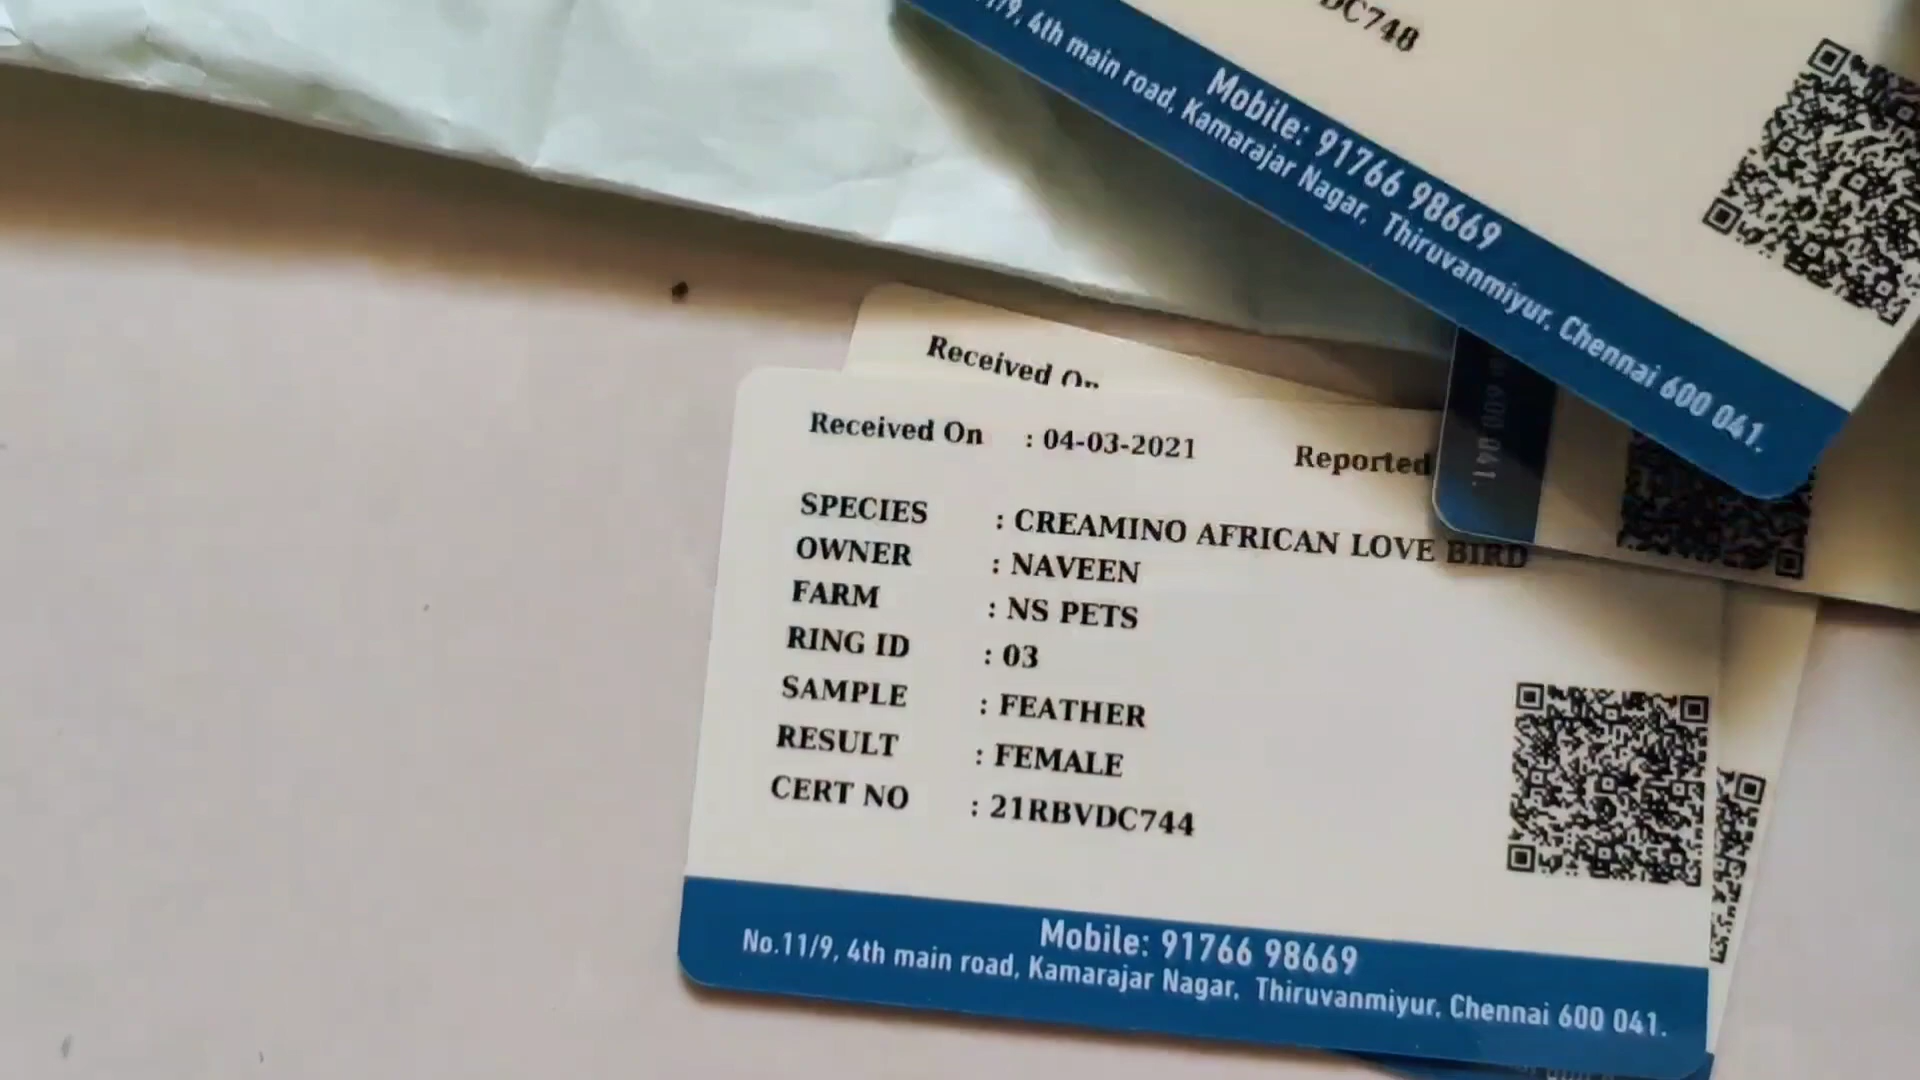 DC748
Mobile: 91766 98669
4th main road, Kamarajar Nagar, Thiruvanmiyur, Chennai 600 041.
600 041.
Received On
Received On : 04-03-2021 Reported
SPECIES : CREAMINO AFRICAN LOVE BIRD
OWNER : NAVEEN
FARM : NS PETS
RING ID : 03
SAMPLE : FEATHER
RESULT : FEMALE
CERT NO : 21RBVDC744
Mobile: 91766 98669
No.11/9, 4th main road, Kamarajar Nagar, Thiruvanmiyur, Chennai 600 041.